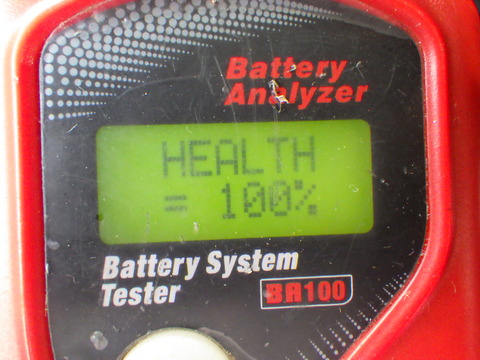 Battery
Analyzer
HEALTH
= 100%
Battery System
Tester
BA100